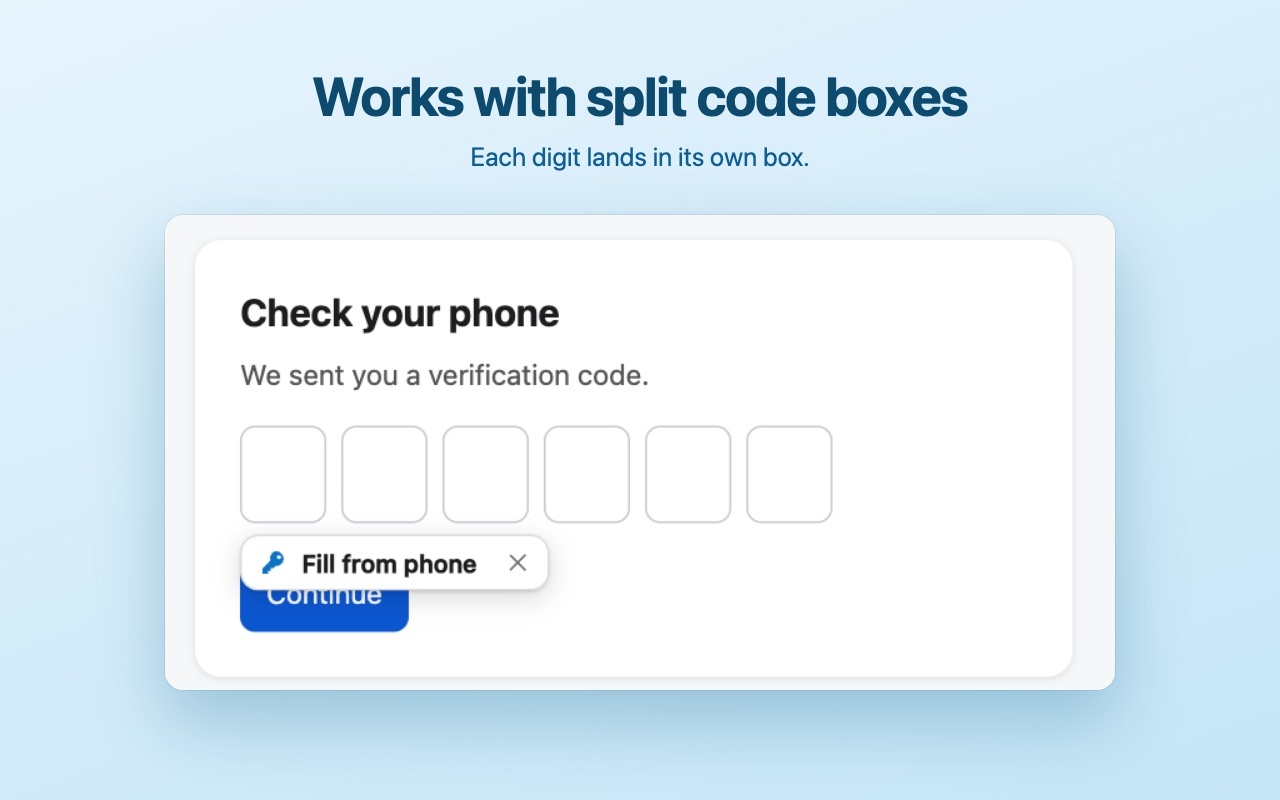 Works with split code boxes
Each digit lands in its own box.
Check your phone
We sent you a verification code.
Fill from phone
Continue